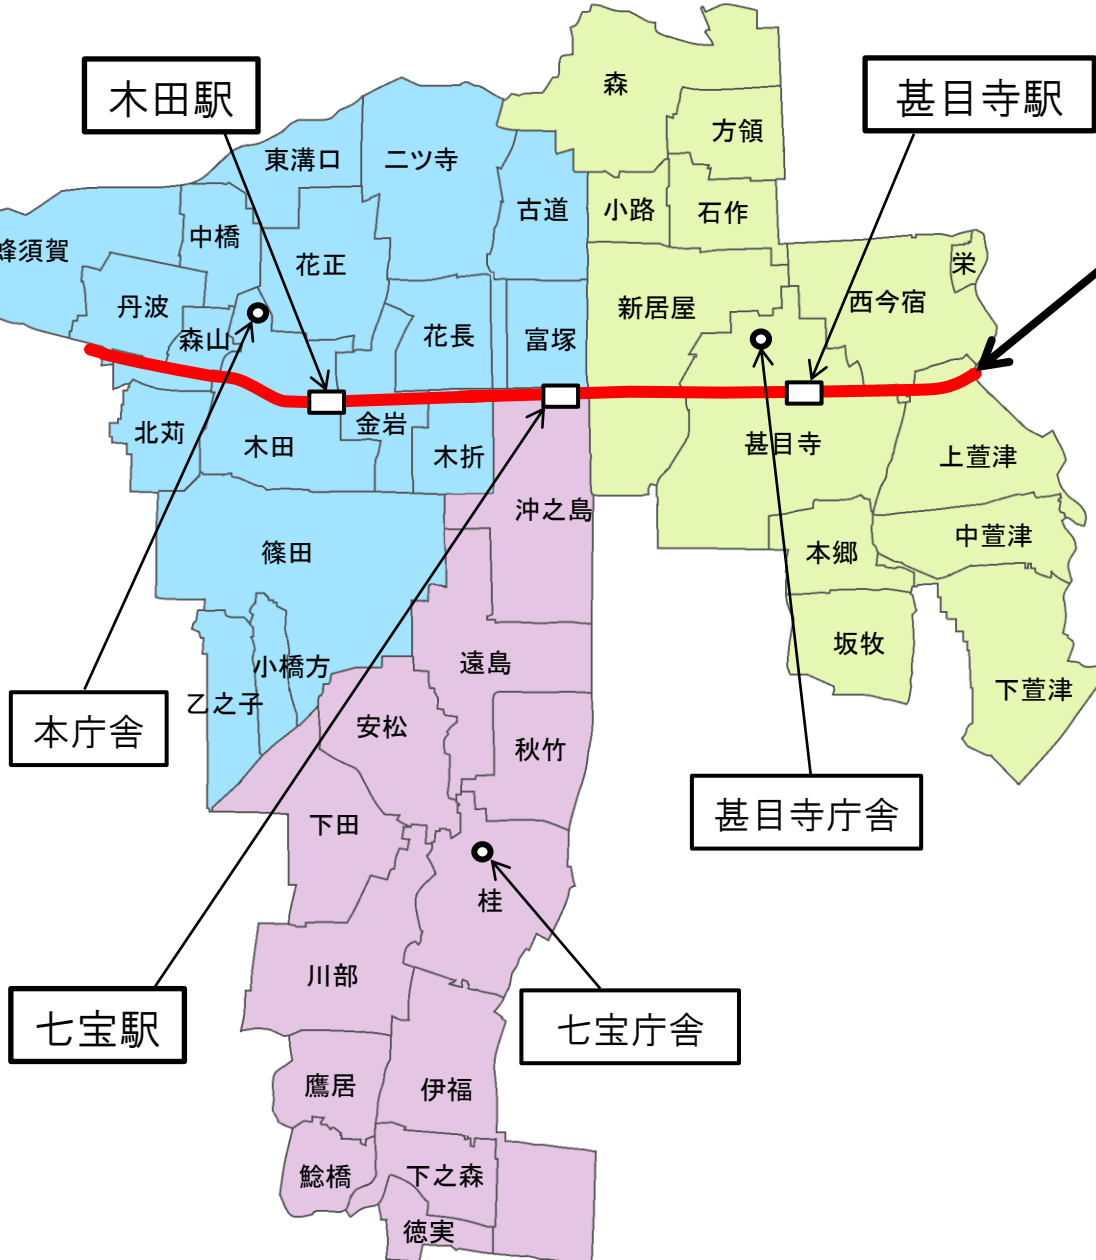 森
木田駅
甚目寺駅
方領
東溝口
二ツ寺
古道
小路
石作
中橋
蜂須賀
花正
栄
西今宿
丹波
新居屋
森山
花長
富塚
金岩
北苅
木田
木折
甚目寺
上萱津
沖之島
中萱津
篠田
本郷
坂牧
遠島
小橋方
下萱津
乙之子
安松
本庁舎
秋竹
甚目寺庁舎
下田
桂
川部
七宝駅
七宝庁舎
鷹居
伊福
鯰橋
下之森
徳実